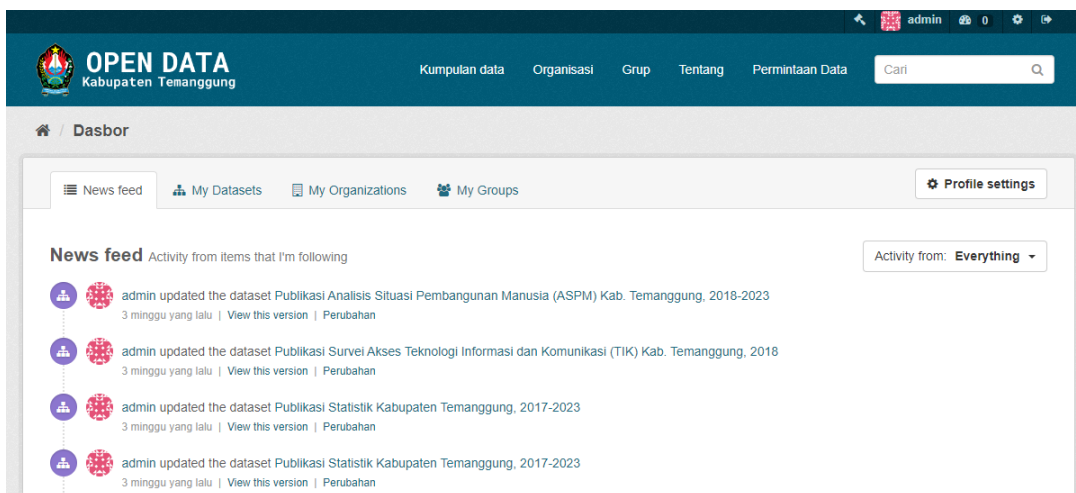 admin 0
OPEN DATA
Kabupaten Temanggung
Kumpulan data Organisasi Grup Tentang Permintaan Data Cari
/ Dasbor
News feed My Datasets My Organizations My Groups Profile settings
News feed Activity from items that I'm following Activity from: Everything
admin updated the dataset Publikasi Analisis Situasi Pembangunan Manusia (ASPM) Kab. Temanggung, 2018-2023
3 minggu yang lalu | View this version | Perubahan
admin updated the dataset Publikasi Survei Akses Teknologi Informasi dan Komunikasi (TIK) Kab. Temanggung, 2018
3 minggu yang lalu | View this version | Perubahan
admin updated the dataset Publikasi Statistik Kabupaten Temanggung, 2017-2023
3 minggu yang lalu | View this version | Perubahan
admin updated the dataset Publikasi Statistik Kabupaten Temanggung, 2017-2023
3 minggu yang lalu | View this version | Perubahan